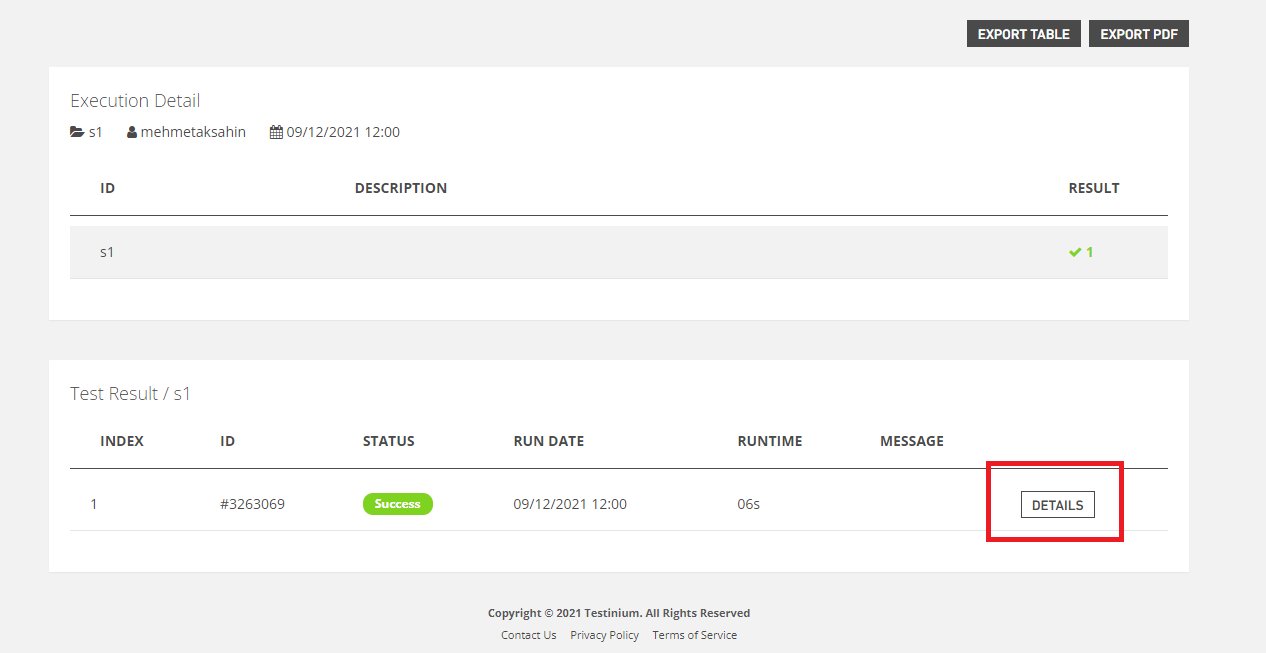 EXPORT TABLE EXPORT PDF
Execution Detail
s1 mehmetaksahin 09/12/2021 12:00
ID DESCRIPTION RESULT
s1 1
Test Result / s1
INDEX ID STATUS RUN DATE RUNTIME MESSAGE
1 #3263069 Success 09/12/2021 12:00 06s DETAILS
Copyright © 2021 Testinium. All Rights Reserved
Contact Us Privacy Policy Terms of Service